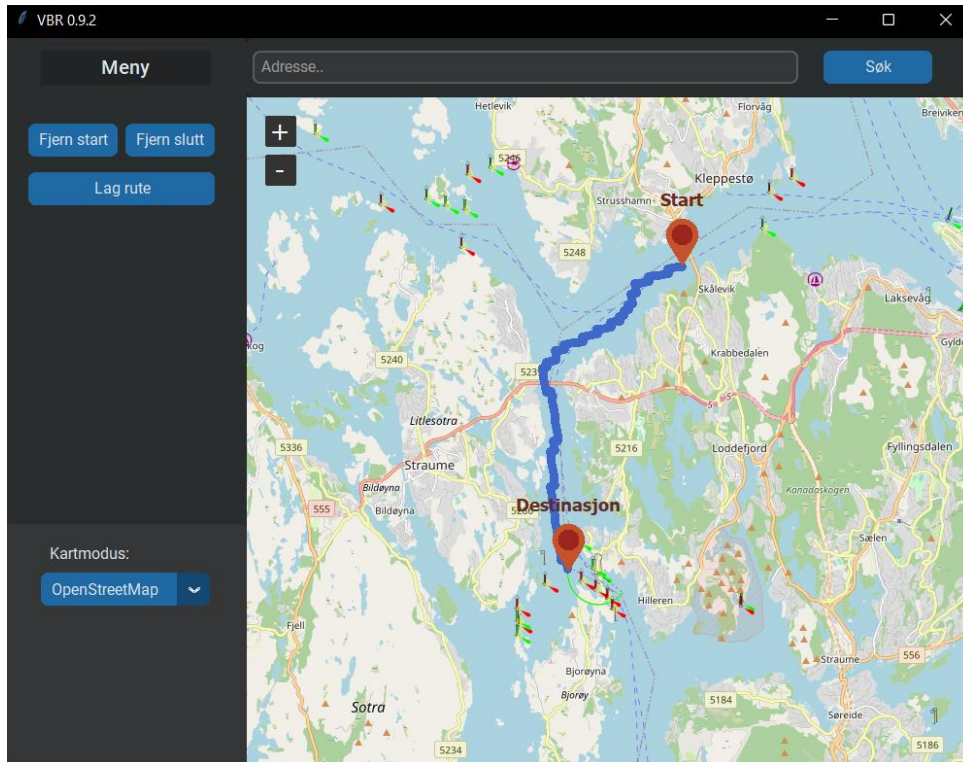 VBR 0.9.2
Meny
Adresse..
Søk
Fjern start
Fjern slutt
Lag rute
+
-
Hetlevik
Florvåg
Breiviken
Kleppestø
Strusshamn
Start
5248
Skålevik
Laksevåg
Krabbedalen
5240
Litlesotra
5336
5216
Loddefjord
Fyllingsdalen
Straume
Bildøyna
Bildøyna
555
Kanadaskogen
Destinasjon
Sælen
Kartmodus:
OpenStreetMap
Hilleren
Fjell
Bjorøyna
Bjorøy
Straume
556
5184
Sotra
Søreide
5234
5186